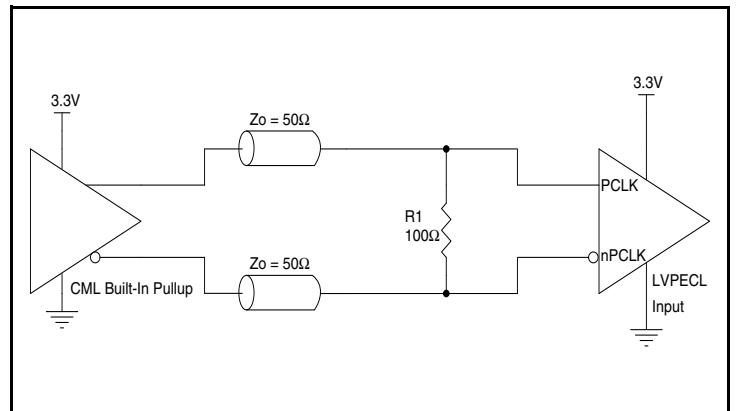 3.3V
3.3V
Zo = 50Ω
PCLK
R1
100Ω
nPCLK
Zo = 50Ω
CML Built-In Pullup
LVPECL
Input